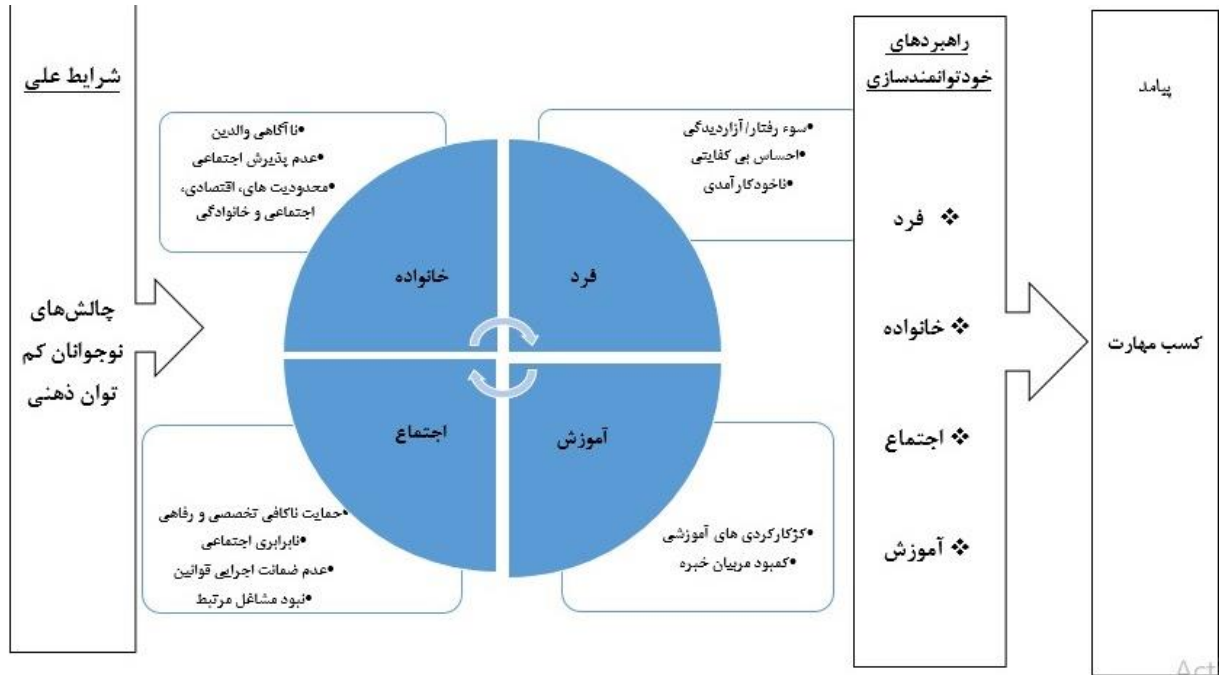 شرایط علی
چالش‌های
نوجوانان کم
توان ذهنی
•ناآگاهی والدین
•عدم پذیرش اجتماعی
•محدودیت های، اقتصادی،
اجتماعی و خانوادگی
•سوء رفتار/آزاردیدگی
•احساس بی کفایتی
•ناخودکارآمدی
خانواده
فرد
اجتماع
آموزش
•حمایت ناکافی تخصصی و رفاهی
•نابرابری اجتماعی
•عدم ضمانت اجرایی قوانین
•نبود مشاغل مرتبط
•کژکارکردی های آموزشی
•کمبود مربیان خبره
راهبردهای
خودتوانمندسازی
❖ فرد
❖ خانواده
❖ اجتماع
❖ آموزش
پیامد
کسب مهارت
Act